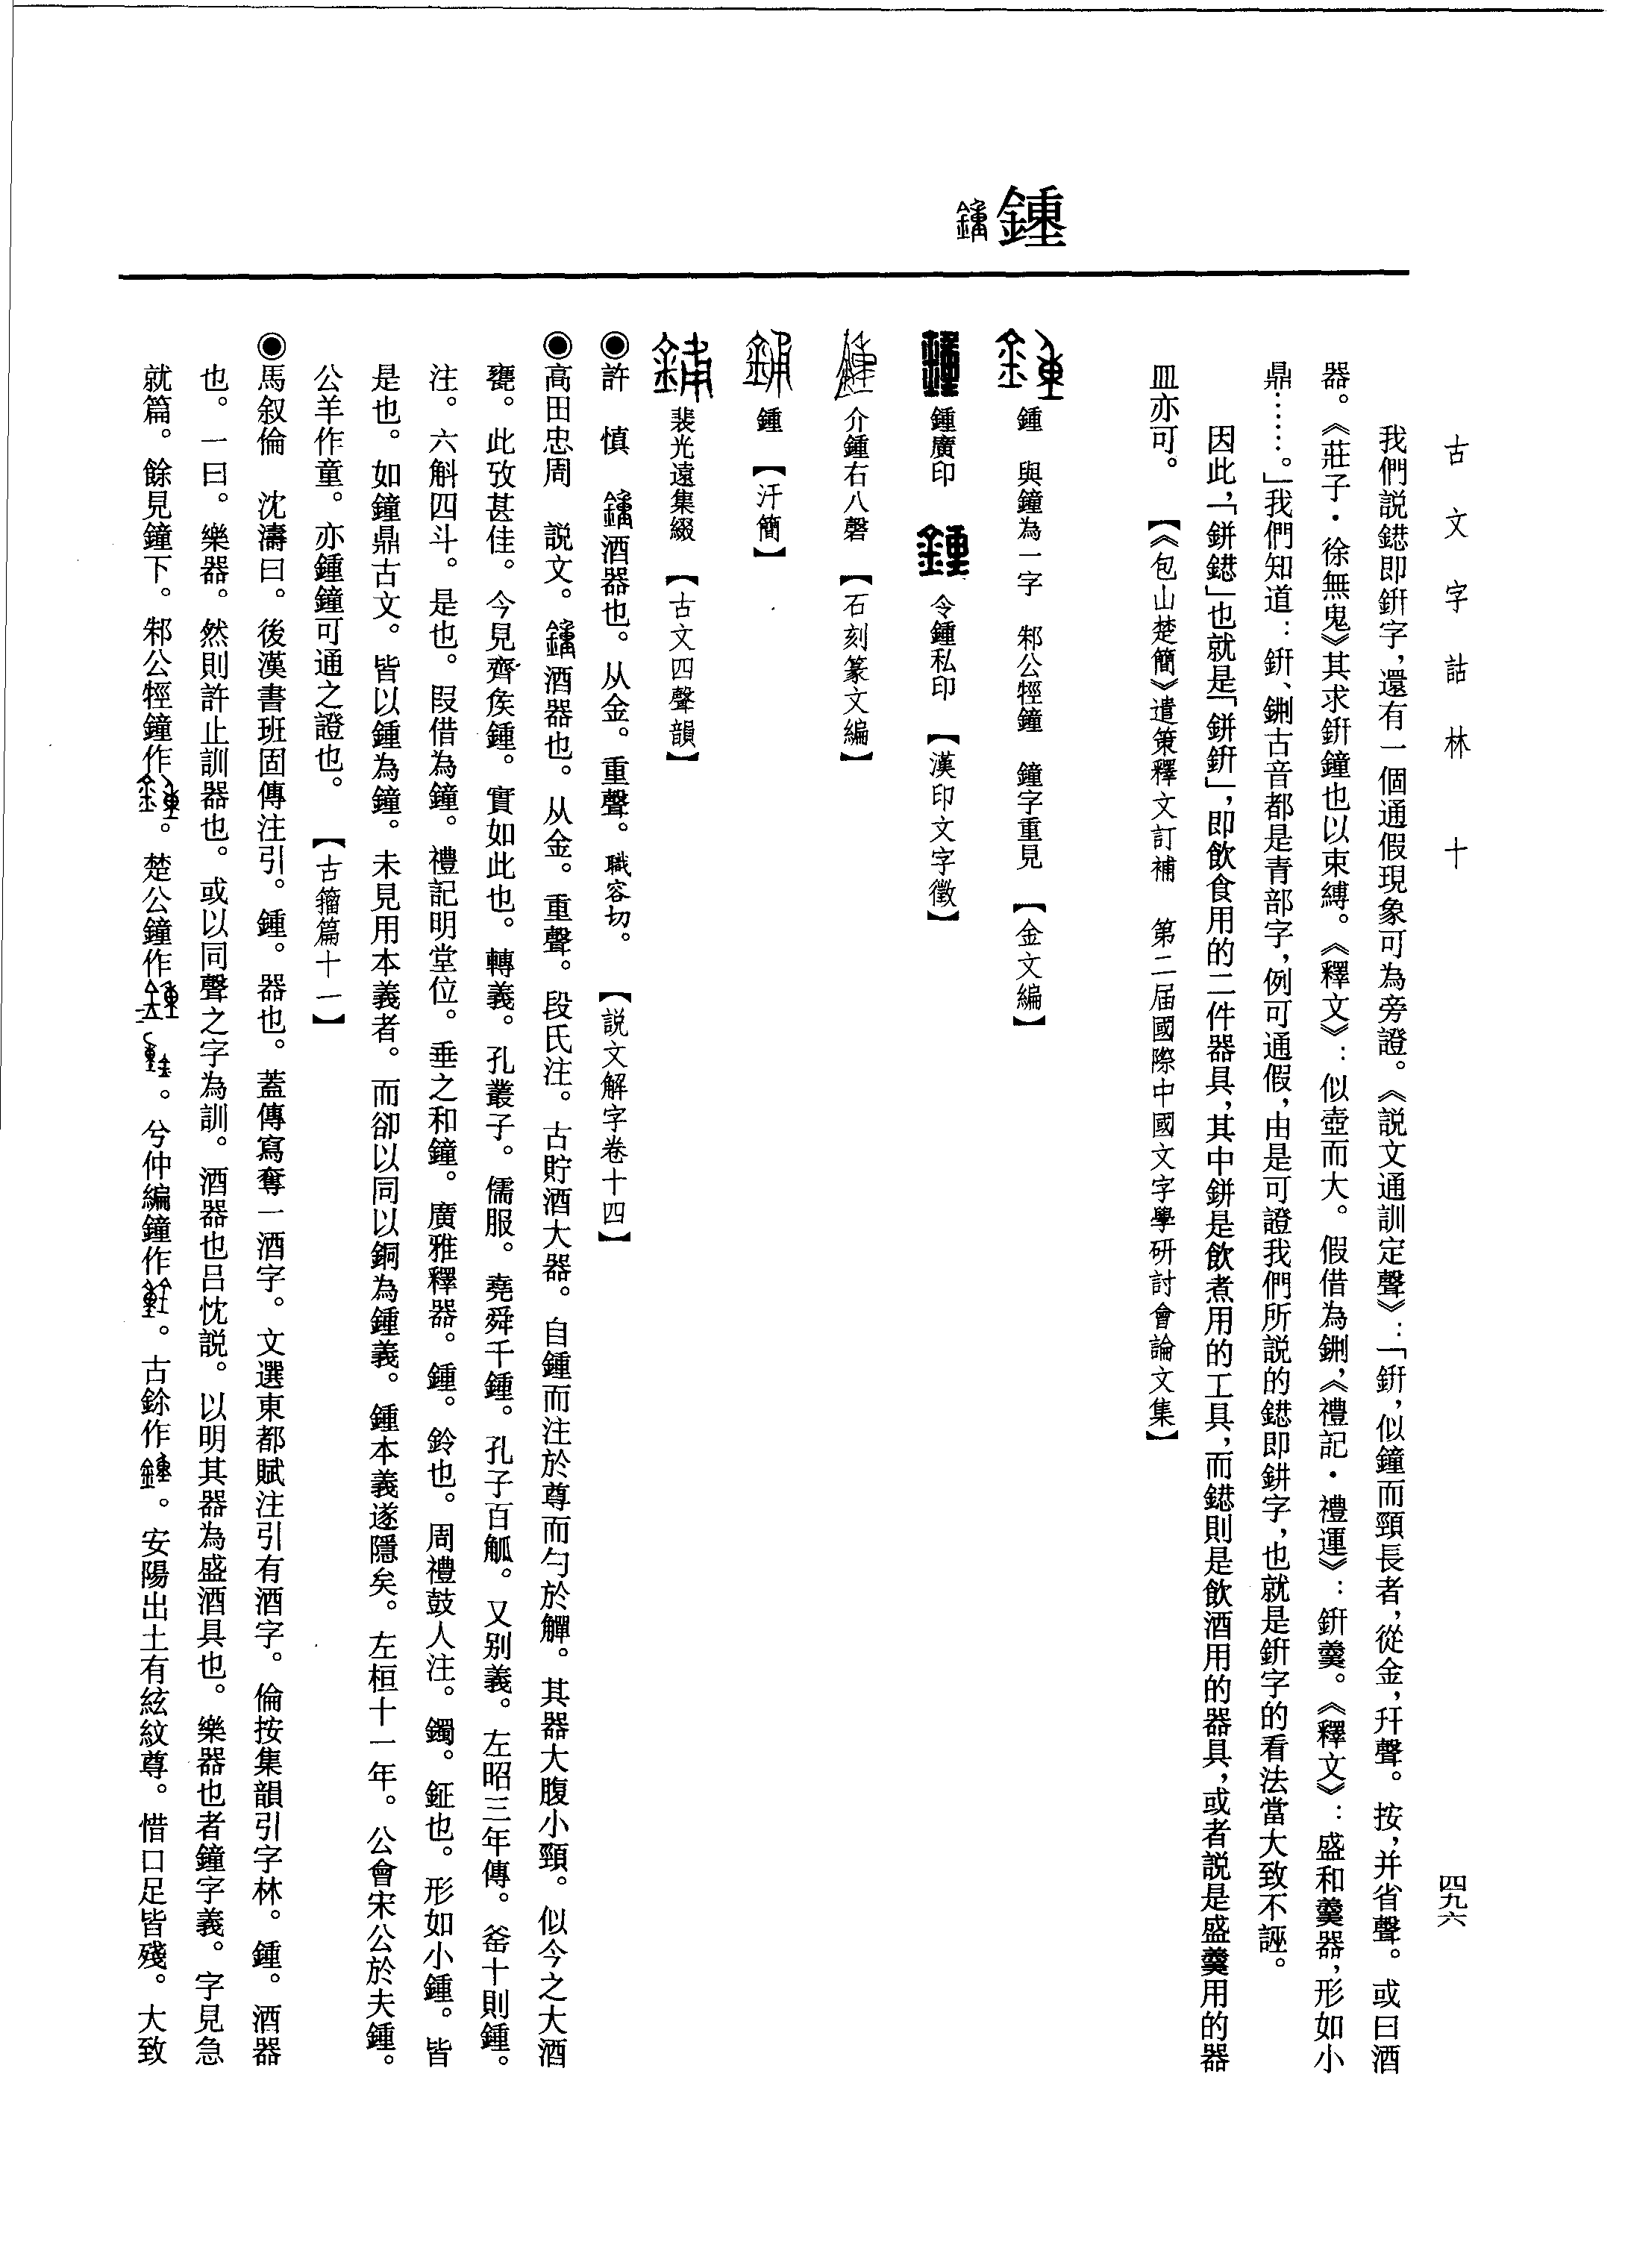 古文字詁林　十
四九六
我們説鍶即鈃字，還有一個通假現象可為旁證。《説文通訓定聲》：「鈃，似鐘而頸長者，從金，幵聲。按，并省聲。或曰酒
器。《莊子·徐無鬼》其求鈃鐘也以束縛。《釋文》：似壺而大。假借為鉶，《禮記·禮運》：鈃羹。《釋文》：盛和羹器，形如小
鼎……。」我們知道：鈃、鉶古音都是青部字，例可通假，由是可證我們所説的即鈃字，也就是鈃字的看法當大致不誣。
因此，「鉼」也就是「鉼鈃」，即飲食用的二件器具，其中鉼是飲煮用的工具，而則是飲酒用的器具，或者説是盛羹用的器
皿亦可。　【《包山楚簡》遣策釋文訂補　第二届國際中國文字學研討會論文集】
鍾
鍾　與鐘為一字　邾公牼鐘　鐘字重見　【金文編】
鍾廣印　令鍾私印　【漢印文字徵】
介鍾右八磬　【石刻篆文編】
鍾　【汗簡】
裴光遠集綴　【古文四聲韻】
◉許　慎　酒器也。从金。重聲。職容切。　【説文解字卷十四】
◉高田忠周　説文。酒器也。从金。重聲。段氏注。古貯酒大器。自鍾而注於尊而勺於觶。其器大腹小頸。似今之大酒
甕。此攷甚佳。今見齊矦鍾。實如此也。轉義。孔叢子。儒服。堯舜千鍾。孔子百觚。又别義。左昭三年傳。釜十則鍾。
注。六斛四斗。是也。叚借為鐘。禮記明堂位。垂之和鐘。廣雅釋器。鍾。鈴也。周禮鼓人注。鐲。鉦也。形如小鍾。皆
是也。如鐘鼎古文。皆以鍾為鐘。未見用本義者。而卻以同以鉰為鍾義。鍾本義遂隱矣。左桓十一年。公會宋公於夫鍾。
公羊作童。亦鍾鐘可通之證也。　【古籀篇十一】
◉馬叙倫　沈濤曰。後漢書班固傳注引。鍾。器也。蓋傳寫奪一酒字。文選東都賦注引有酒字。倫按集韻引字林。鍾。酒器
也。一曰。樂器。然則許止訓器也。或以同聲之字為訓。酒器也吕忱説。以明其器為盛酒具也。樂器也者鐘字義。字見急
就篇。餘見鐘下。邾公牼鐘作。楚公鐘作。兮仲編鐘作。古鉩作。安陽出土有絃紋尊。惜口足皆殘。大致